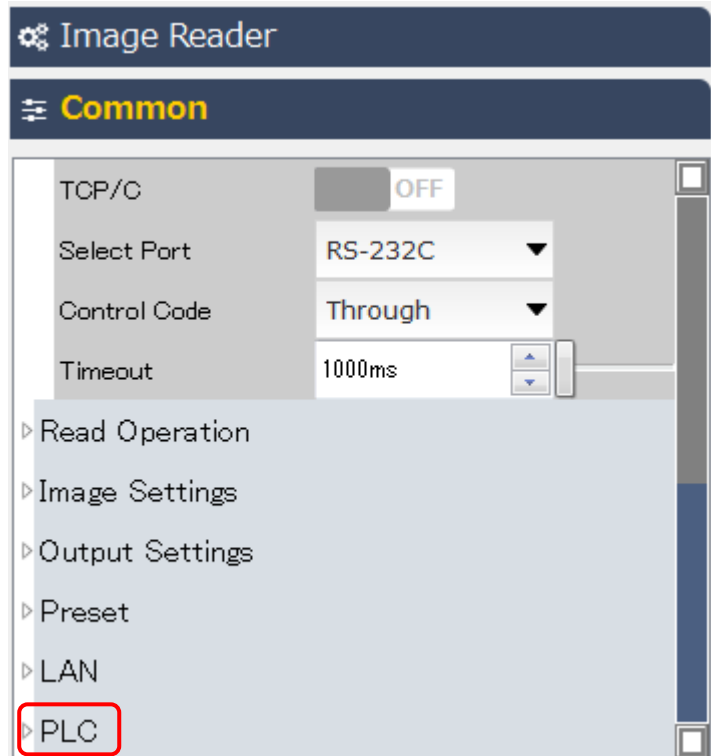 Image Reader
Common
TCP/C OFF
Select Port RS-232C
Control Code Through
Timeout 1000ms
Read Operation
Image Settings
Output Settings
Preset
LAN
PLC